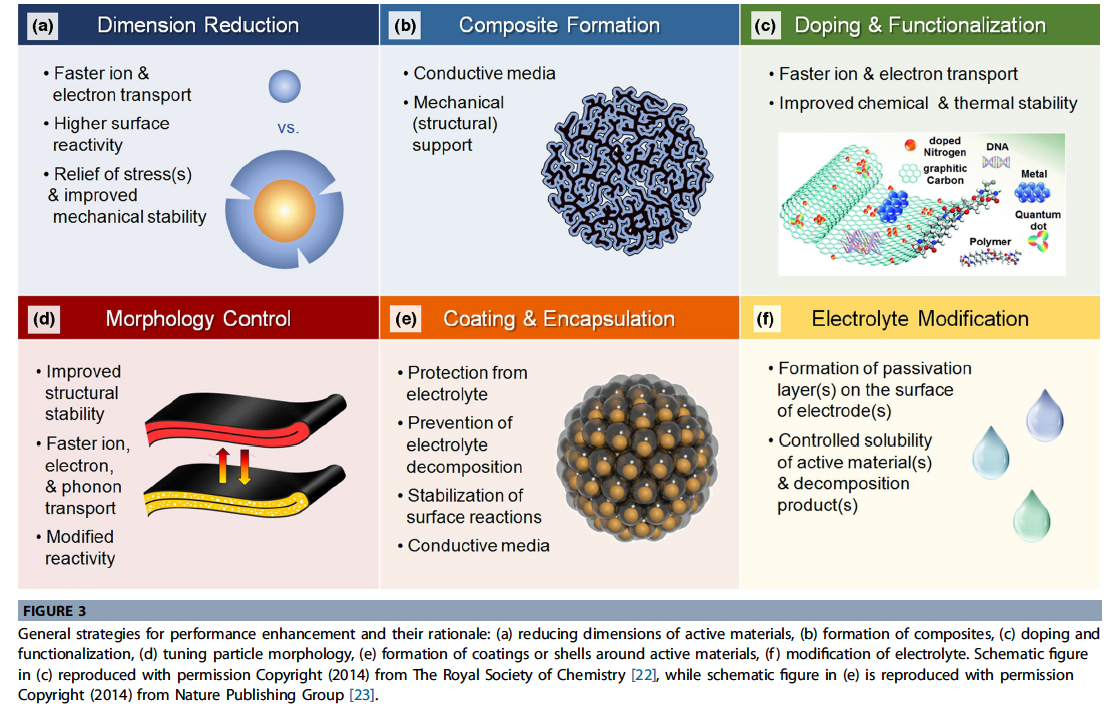 (a) Dimension Reduction
• Faster ion &
electron transport
• Higher surface
reactivity
• Relief of stress(s)
& improved
mechanical stability
vs.
(b) Composite Formation
• Conductive media
• Mechanical
(structural)
support
(c) Doping & Functionalization
• Faster ion & electron transport
• Improved chemical & thermal stability
doped
Nitrogen
graphitic
Carbon
DNA
Metal
Quantum
dot
Polymer
(d) Morphology Control
• Improved
structural
stability
• Faster ion,
electron,
& phonon
transport
• Modified
reactivity
(e) Coating & Encapsulation
• Protection from
electrolyte
• Prevention of
electrolyte
decomposition
• Stabilization of
surface reactions
• Conductive media
(f) Electrolyte Modification
• Formation of passivation
layer(s) on the surface
of electrode(s)
• Controlled solubility
of active material(s)
& decomposition
product(s)
FIGURE 3
General strategies for performance enhancement and their rationale: (a) reducing dimensions of active materials, (b) formation of composites, (c) doping and
functionalization, (d) tuning particle morphology, (e) formation of coatings or shells around active materials, (f) modification of electrolyte. Schematic figure
in (c) reproduced with permission Copyright (2014) from The Royal Society of Chemistry [22], while schematic figure in (e) is reproduced with permission
Copyright (2014) from Nature Publishing Group [23].